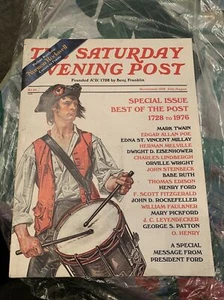 THE SATURDAY
EVENING POST
Norman Rockwell
Founded A.D. 1728 by Benj. Franklin
SPECIAL ISSUE
BEST OF THE POST
1728 to 1976
MARK TWAIN
EDGAR ALLAN POE
EDNA ST. VINCENT MILLAY
HERMAN MELVILLE
DWIGHT D. EISENHOWER
CHARLES LINDBERGH
ORVILLE WRIGHT
JOHN STEINBECK
BABE RUTH
THOMAS EDISON
HENRY FORD
F. SCOTT FITZGERALD
JOHN D. ROCKEFELLER
WILLIAM FAULKNER
MARY PICKFORD
J. C. LEYENDECKER
GEORGE S. PATTON
O. HENRY
A SPECIAL
MESSAGE FROM
PRESIDENT FORD